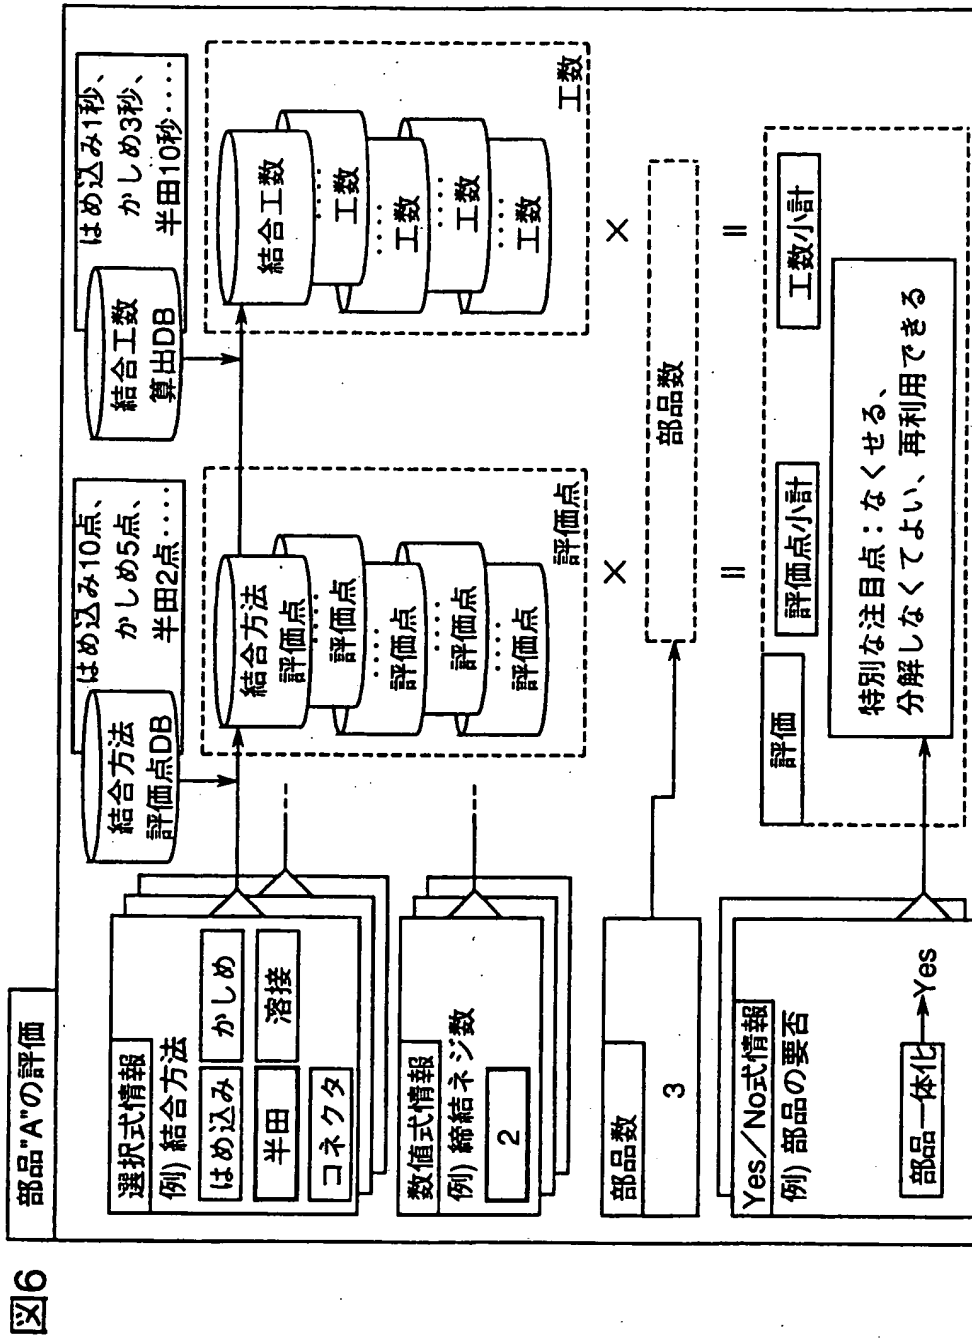 図6
部品"A"の評価
選択式情報
例) 結合方法
はめ込み
かしめ
半田
溶接
コネクタ
数値式情報
例) 締結ネジ数
2
部品数
3
Yes/No式情報
例) 部品の要否
部品一体化
Yes
結合方法
評価点DB
はめ込み10点、
かしめ5点、
半田2点‥‥
結合方法
評価点
‥‥
評価点
‥‥
評価点
‥‥
評価点
‥‥
評価点
評価点
結合工数
算出DB
はめ込み1秒、
かしめ3秒、
半田10秒‥‥
結合工数
‥‥
工数
‥‥
工数
‥‥
工数
‥‥
工数
工数
×
×
部品数
=
=
評価
評価点小計
工数小計
特別な注目点：なくせる、
分解しなくてよい、再利用できる